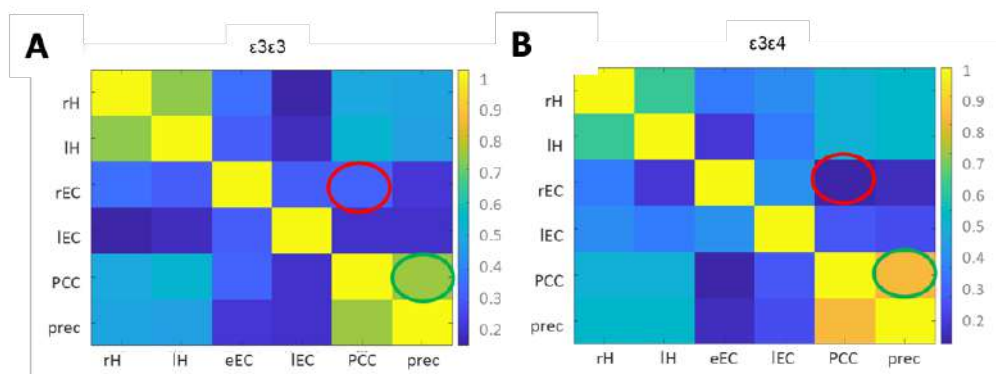 A
ε3ε3
rH
lH
rEC
lEC
PCC
prec
rH
lH
eEC
lEC
PCC
prec
1
0.9
0.8
0.7
0.6
0.5
0.4
0.3
0.2
B
ε3ε4
rH
lH
rEC
lEC
PCC
prec
rH
lH
eEC
lEC
PCC
prec
1
0.9
0.8
0.7
0.6
0.5
0.4
0.3
0.2